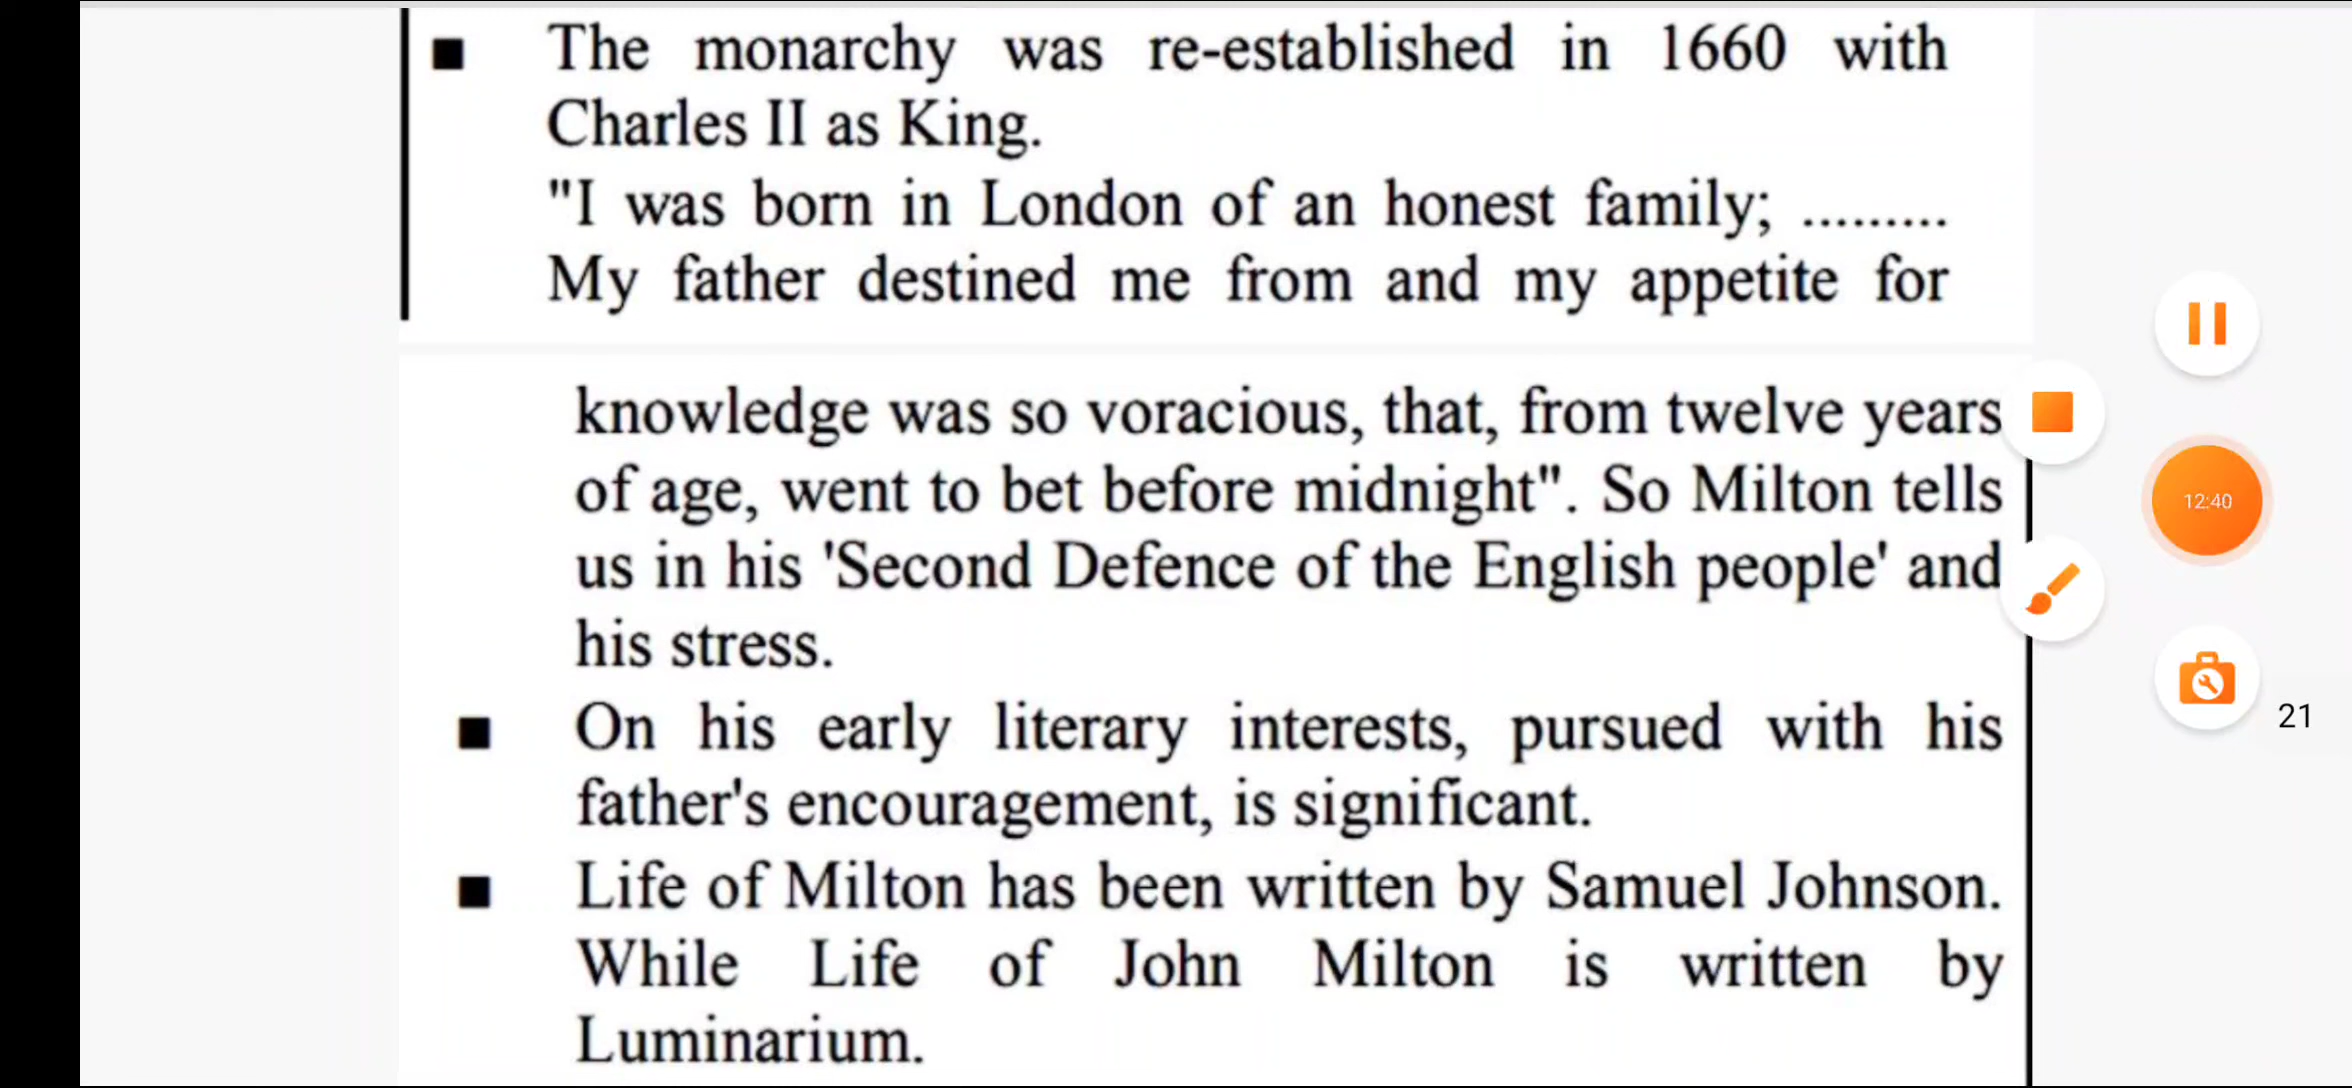 The monarchy was re-established in 1660 with
Charles II as King.
"I was born in London of an honest family; .........
My father destined me from and my appetite for
knowledge was so voracious, that, from twelve years
of age, went to bet before midnight". So Milton tells
us in his 'Second Defence of the English people' and
his stress.
On his early literary interests, pursued with his
father's encouragement, is significant.
Life of Milton has been written by Samuel Johnson.
While Life of John Milton is written by
Luminarium.
12:40
21